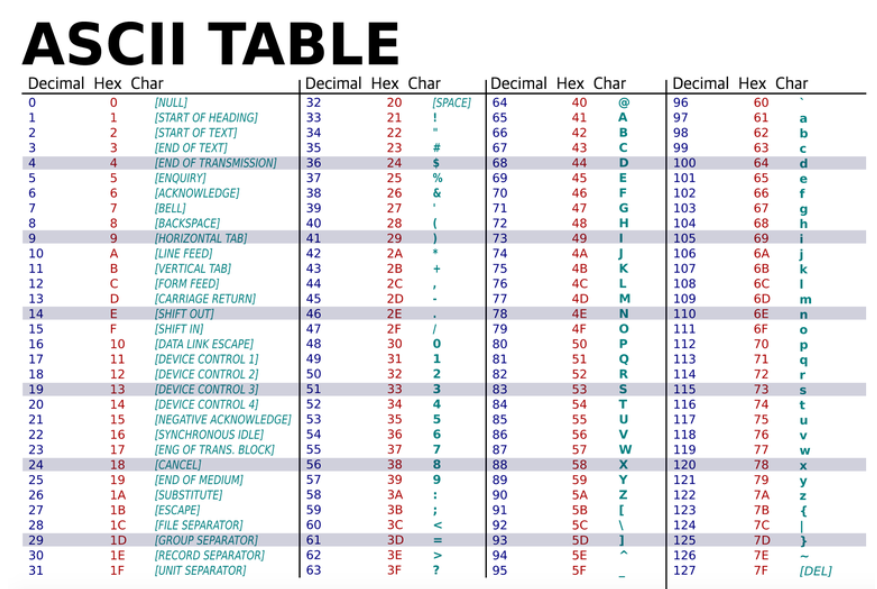 ASCII TABLE
Decimal Hex Char Decimal Hex Char Decimal Hex Char Decimal Hex Char
0 0 [NULL] 32 20 [SPACE] 64 40 @ 96 60 `
1 1 [START OF HEADING] 33 21 ! 65 41 A 97 61 a
2 2 [START OF TEXT] 34 22 " 66 42 B 98 62 b
3 3 [END OF TEXT] 35 23 # 67 43 C 99 63 c
4 4 [END OF TRANSMISSION] 36 24 $ 68 44 D 100 64 d
5 5 [ENQUIRY] 37 25 % 69 45 E 101 65 e
6 6 [ACKNOWLEDGE] 38 26 & 70 46 F 102 66 f
7 7 [BELL] 39 27 ' 71 47 G 103 67 g
8 8 [BACKSPACE] 40 28 ( 72 48 H 104 68 h
9 9 [HORIZONTAL TAB] 41 29 ) 73 49 I 105 69 i
10 A [LINE FEED] 42 2A * 74 4A J 106 6A j
11 B [VERTICAL TAB] 43 2B + 75 4B K 107 6B k
12 C [FORM FEED] 44 2C , 76 4C L 108 6C l
13 D [CARRIAGE RETURN] 45 2D - 77 4D M 109 6D m
14 E [SHIFT OUT] 46 2E . 78 4E N 110 6E n
15 F [SHIFT IN] 47 2F / 79 4F O 111 6F o
16 10 [DATA LINK ESCAPE] 48 30 0 80 50 P 112 70 p
17 11 [DEVICE CONTROL 1] 49 31 1 81 51 Q 113 71 q
18 12 [DEVICE CONTROL 2] 50 32 2 82 52 R 114 72 r
19 13 [DEVICE CONTROL 3] 51 33 3 83 53 S 115 73 s
20 14 [DEVICE CONTROL 4] 52 34 4 84 54 T 116 74 t
21 15 [NEGATIVE ACKNOWLEDGE] 53 35 5 85 55 U 117 75 u
22 16 [SYNCHRONOUS IDLE] 54 36 6 86 56 V 118 76 v
23 17 [ENG OF TRANS. BLOCK] 55 37 7 87 57 W 119 77 w
24 18 [CANCEL] 56 38 8 88 58 X 120 78 x
25 19 [END OF MEDIUM] 57 39 9 89 59 Y 121 79 y
26 1A [SUBSTITUTE] 58 3A : 90 5A Z 122 7A z
27 1B [ESCAPE] 59 3B ; 91 5B [ 123 7B {
28 1C [FILE SEPARATOR] 60 3C < 92 5C \ 124 7C |
29 1D [GROUP SEPARATOR] 61 3D = 93 5D ] 125 7D }
30 1E [RECORD SEPARATOR] 62 3E > 94 5E ^ 126 7E ~
31 1F [UNIT SEPARATOR] 63 3F ? 95 5F _ 127 7F [DEL]